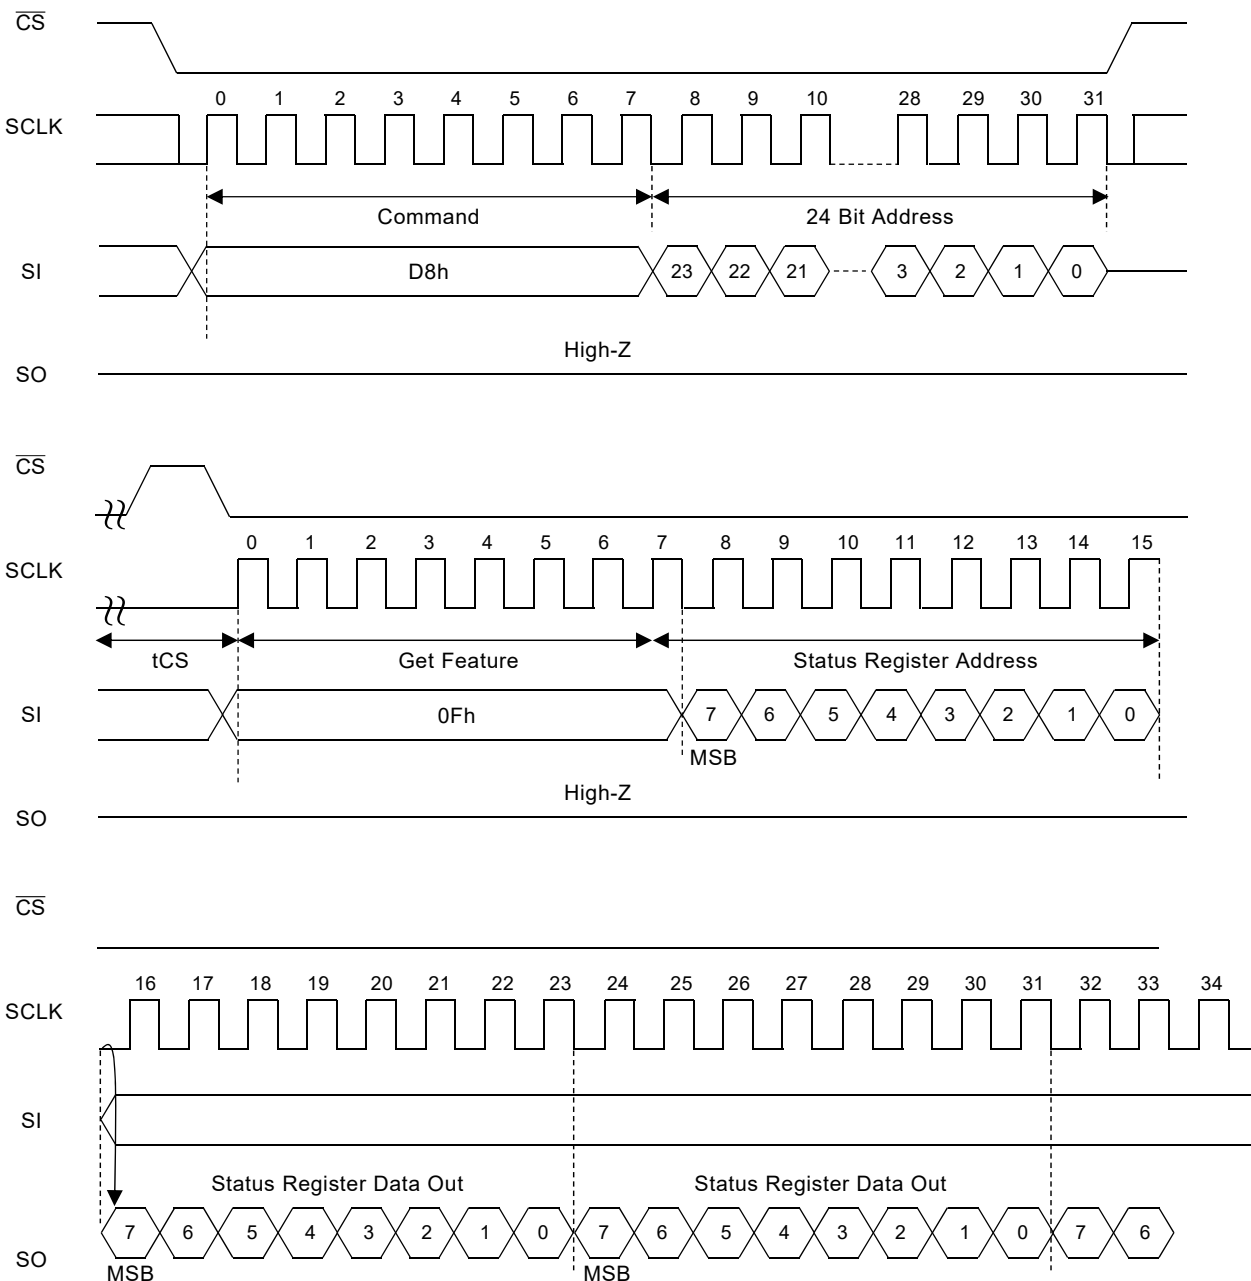 CS
0 1 2 3 4 5 6 7 8 9 10 28 29 30 31
SCLK
Command 24 Bit Address
SI D8h 23 22 21 3 2 1 0
High-Z
SO
CS
0 1 2 3 4 5 6 7 8 9 10 11 12 13 14 15
SCLK
tCS Get Feature Status Register Address
SI 0Fh 7 6 5 4 3 2 1 0
MSB
High-Z
SO
CS
16 17 18 19 20 21 22 23 24 25 26 27 28 29 30 31 32 33 34
SCLK
SI
Status Register Data Out Status Register Data Out
7 6 5 4 3 2 1 0 7 6 5 4 3 2 1 0 7 6
SO
MSB MSB